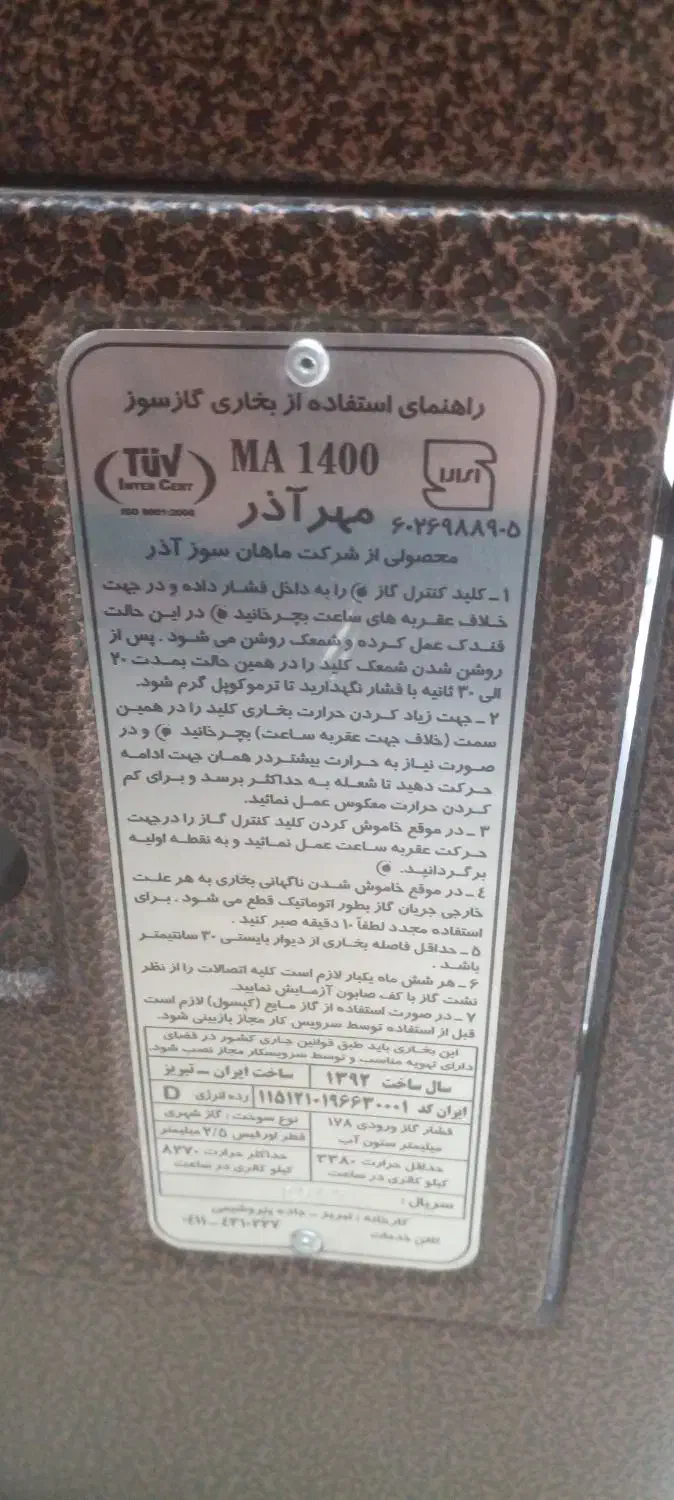 راهنمای استفاده از بخاری گازسوز
TÜV
INTER CERT
ISO 9001:2008
MA 1400
مهر آذر
۶۰۲۶۹۸۸۹-۵
محصولی از شرکت ماهان سوز آذر
۱ـ کلید کنترل گاز را به داخل فشار داده و در جهت
خلاف عقربه های ساعت بچرخانید در این حالت
فندک عمل کرده و شمعک روشن می شود . پس از
روشن شدن شمعک کلید را در همین حالت بمدت ۲۰
الی ۳۰ ثانیه با فشار نگهدارید تا ترموکوپل گرم شود.
۲ـ جهت زیاد کردن حرارت بخاری کلید را در همین
سمت (خلاف جهت عقربه ساعت) بچرخانید و در
صورت نیاز به حرارت بیشتر در همان جهت ادامه
حرکت دهید تا شعله به حداکثر برسد و برای کم
کردن حرارت معکوس عمل نمائید.
۳ـ در موقع خاموش کردن کلید کنترل گاز را درجهت
حرکت عقربه ساعت عمل نمائید و به نقطه اولیه
برگردانید.
۴ـ در موقع خاموش شدن ناگهانی بخاری به هر علت
خارجی جریان گاز بطور اتوماتیک قطع می شود . برای
استفاده مجدد لطفاً ۱۰ دقیقه صبر کنید .
۵ـ حداقل فاصله بخاری از دیوار بایستی ۳۰ سانتیمتر
باشد .
۶ـ هر شش ماه یکبار لازم است کلیه اتصالات را از نظر
نشت گاز با کف صابون آزمایش نمایید.
۷ـ در صورت استفاده از گاز مایع (کپسول) لازم است
قبل از استفاده توسط سرویس کار مجاز بازبینی شود.
این بخاری باید طبق قوانین جاری کشور در فضای
دارای تهویه مناسب و توسط سرویسکار مجاز نصب شود.
سال ساخت ۱۳۹۲ ساخت ایران ــ تبریز
ایران کد ۱۱۵۱۲۱۰۱۹۶۶۳۰۰۰۱ رده انرژی D
فشار گاز ورودی ۱۷۸ میلیمتر ستون آب
نوع سوخت : گاز شهری
قطر اورفیس ۲/۵ میلیمتر
حداقل حرارت ۳۳۸۰ کیلو کالری در ساعت
حداکثر حرارت ۸۲۷۰ کیلو کالری در ساعت
سریال :
کارخانه : تبریز ــ جاده پتروشیمی
تلفن خدمات